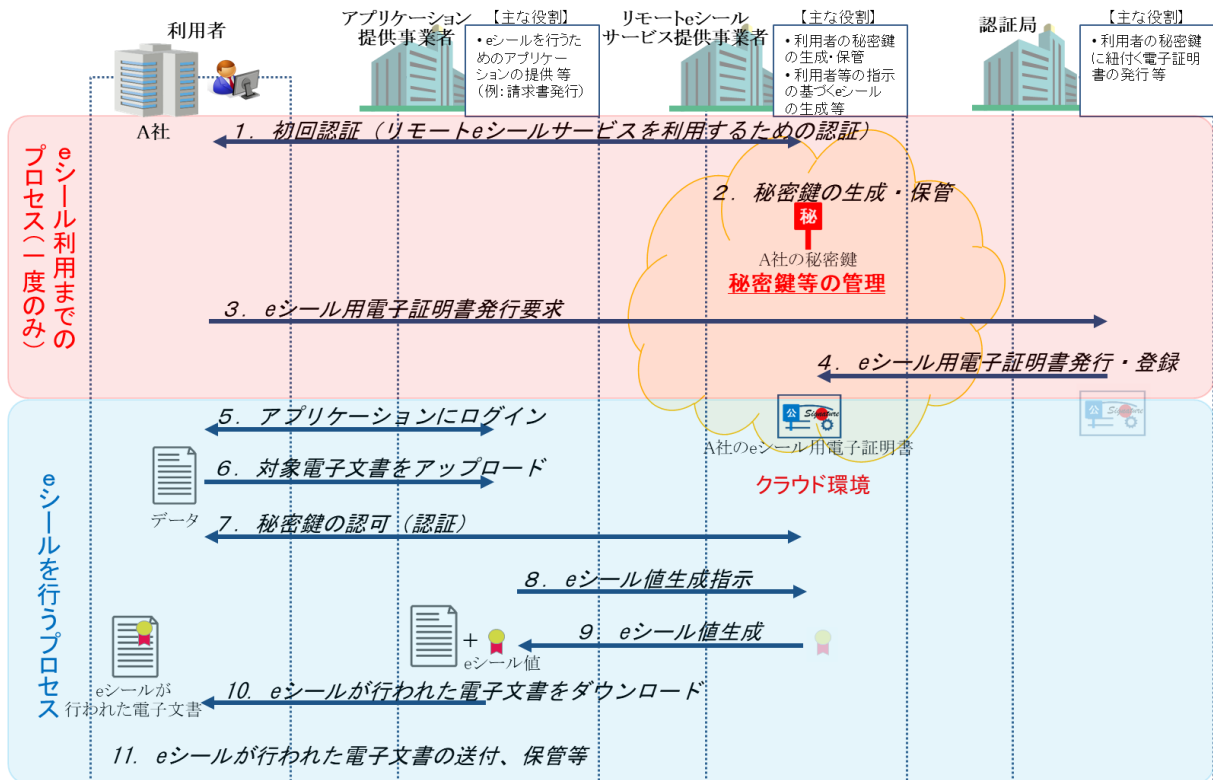 利用者
A社
アプリケーション
提供事業者
【主な役割】
・eシールを行うた
めのアプリケー
ションの提供 等
(例:請求書発行)
リモートeシール
サービス提供事業者
【主な役割】
・利用者の秘密鍵
の生成・保管
・利用者等の指示
の基づくeシール
の生成 等
認証局
【主な役割】
・利用者の秘密鍵
に紐付く電子証明
書の発行 等
eシール利用までの
プロセス(一度のみ)
1. 初回認証(リモートeシールサービスを利用するための認証)
2. 秘密鍵の生成・保管
秘
A社の秘密鍵
秘密鍵等の管理
3. eシール用電子証明書発行要求
4. eシール用電子証明書発行・登録
eシールを行うプロセス
5. アプリケーションにログイン
公 Signature
公 Signature
A社のeシール用電子証明書
6. 対象電子文書をアップロード
クラウド環境
データ
7. 秘密鍵の認可(認証)
8. eシール値生成指示
9 eシール値生成
+
eシール値
10. eシールが行われた電子文書をダウンロード
eシールが
行われた電子文書
11. eシールが行われた電子文書の送付、保管等